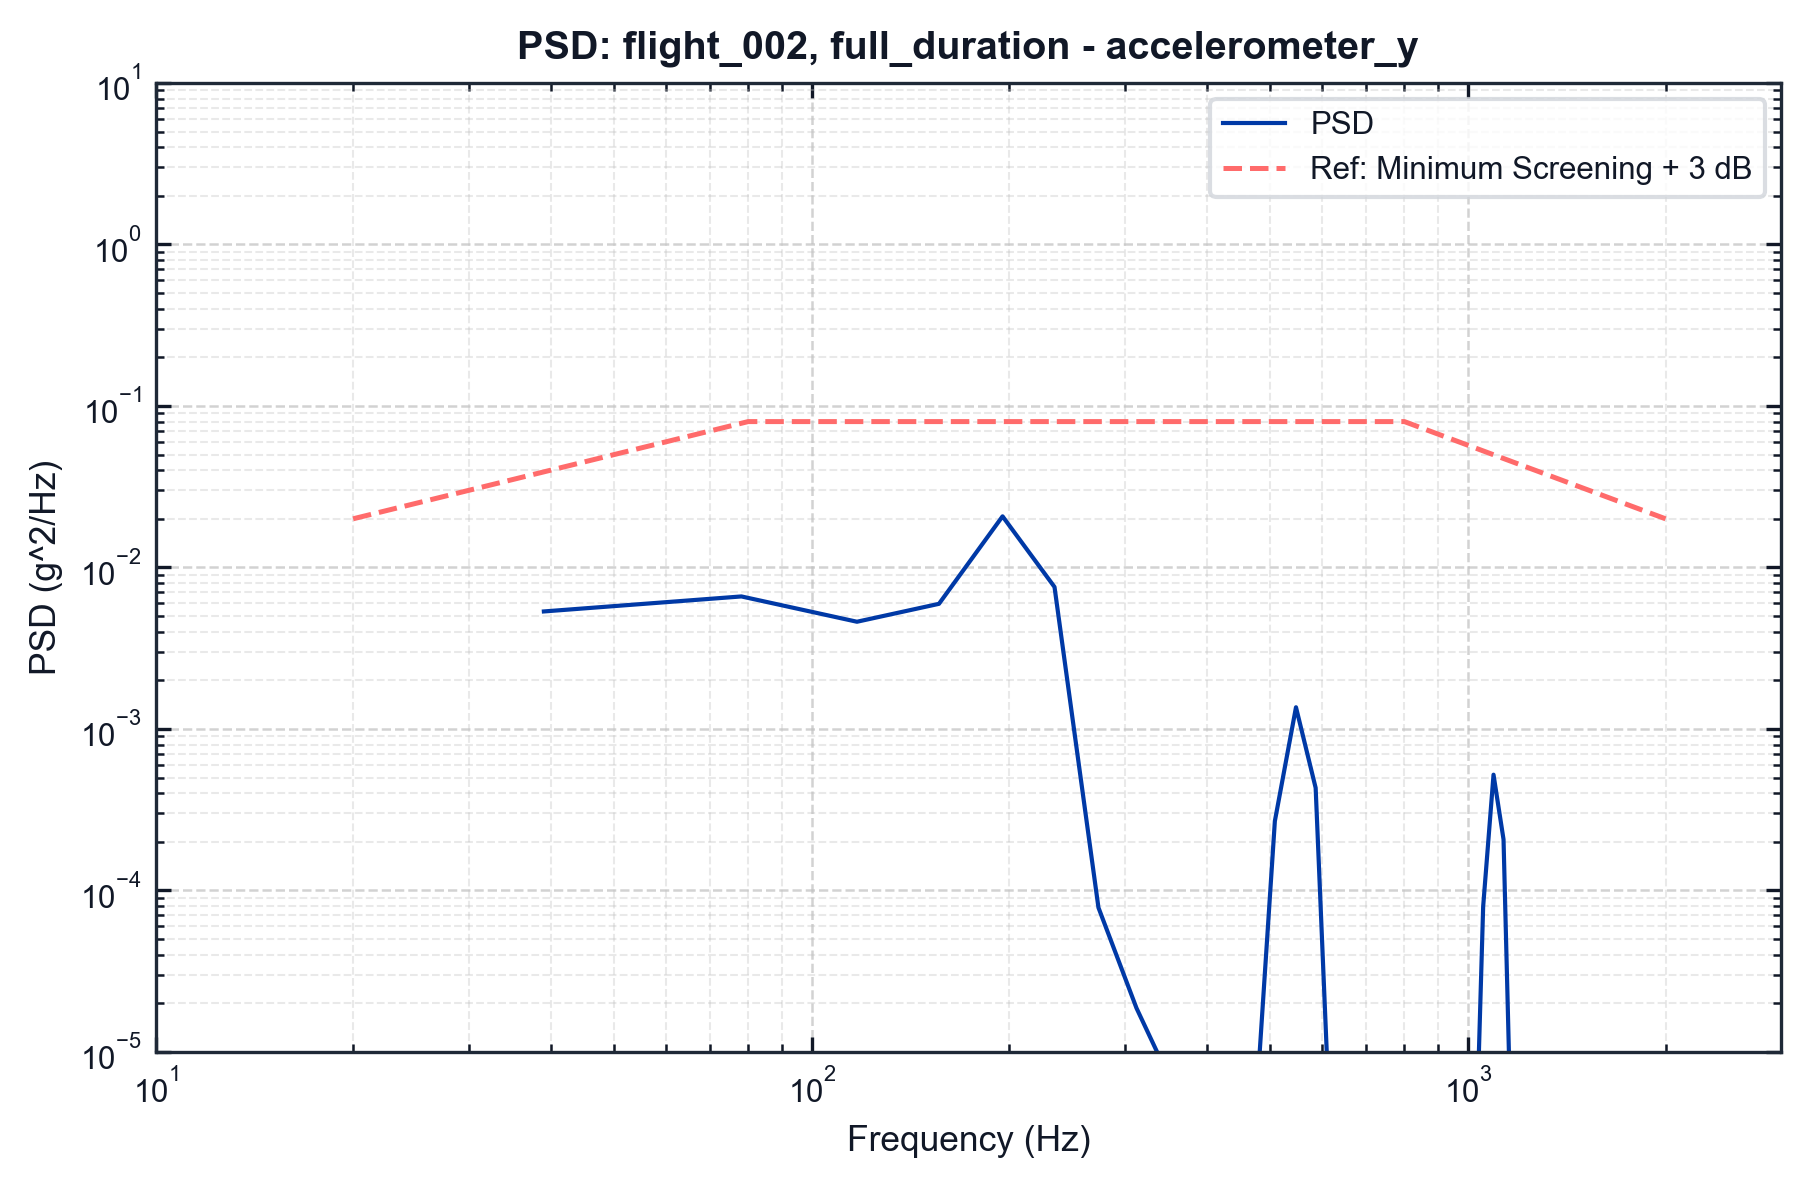 PSD: flight_002, full_duration - accelerometer_y
PSD
Ref: Minimum Screening + 3 dB
PSD (g^2/Hz)
10^1
10^0
10^−1
10^−2
10^−3
10^−4
10^−5
10^1
10^2
10^3
Frequency (Hz)